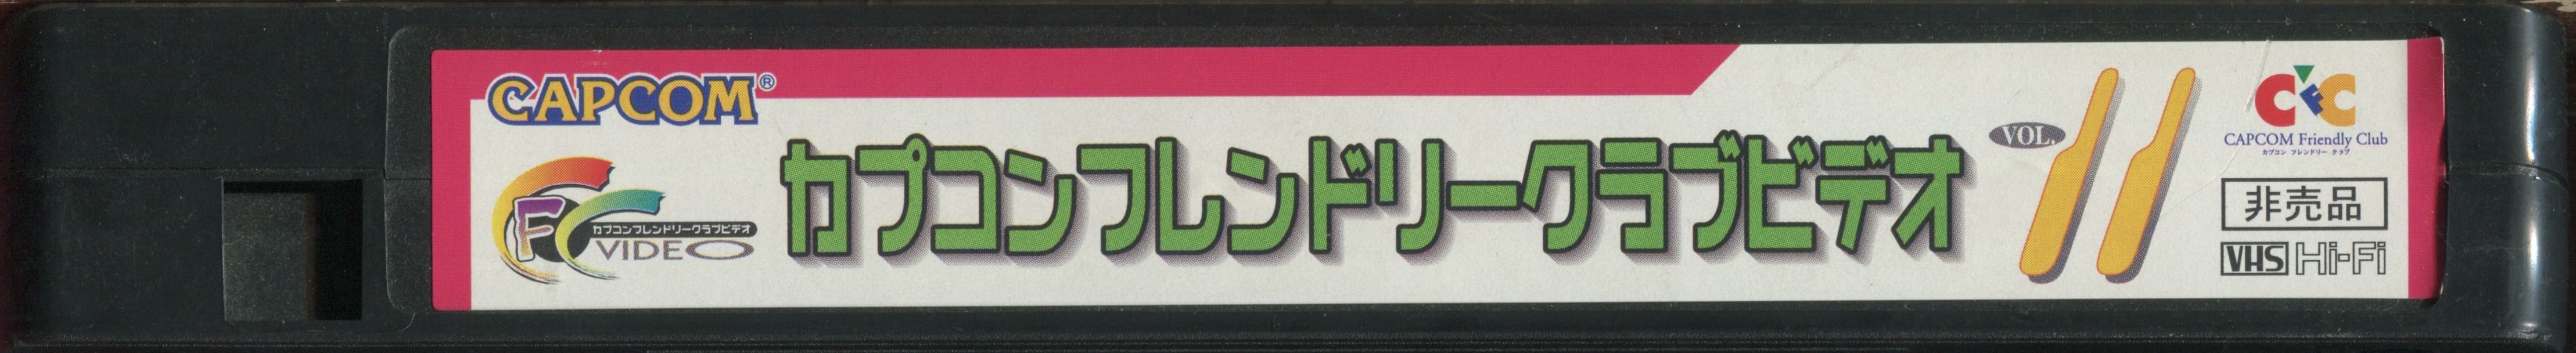 CAPCOM®
FC
カプコンフレンドリークラブビデオ
VIDEO
カプコンフレンドリークラブビデオ
VOL. 11
CFC
CAPCOM Friendly Club
カプコン フレンドリー クラブ
非売品
VHS Hi-Fi